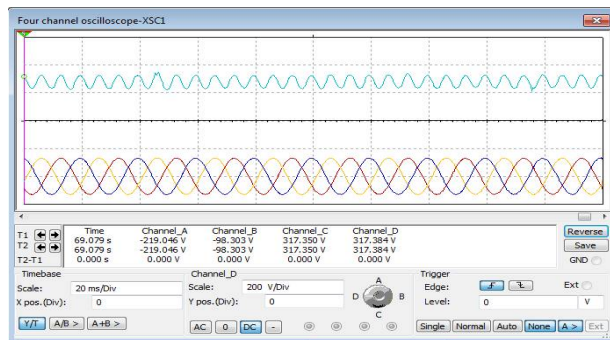 Four channel oscilloscope-XSC1
Time Channel_A Channel_B Channel_C Channel_D
T1 69.079 s -219.046 V -98.303 V 317.350 V 317.384 V
T2 69.079 s -219.046 V -98.303 V 317.350 V 317.384 V
T2-T1 0.000 s 0.000 V 0.000 V 0.000 V 0.000 V
Reverse
Save
GND
Timebase
Scale: 20 ms/Div
X pos.(Div): 0
Y/T A/B > A+B >
Channel_D
Scale: 200 V/Div
Y pos.(Div): 0
AC 0 DC -
A
D B
C
Trigger
Edge: Ext
Level: 0 V
Single Normal Auto None A > Ext